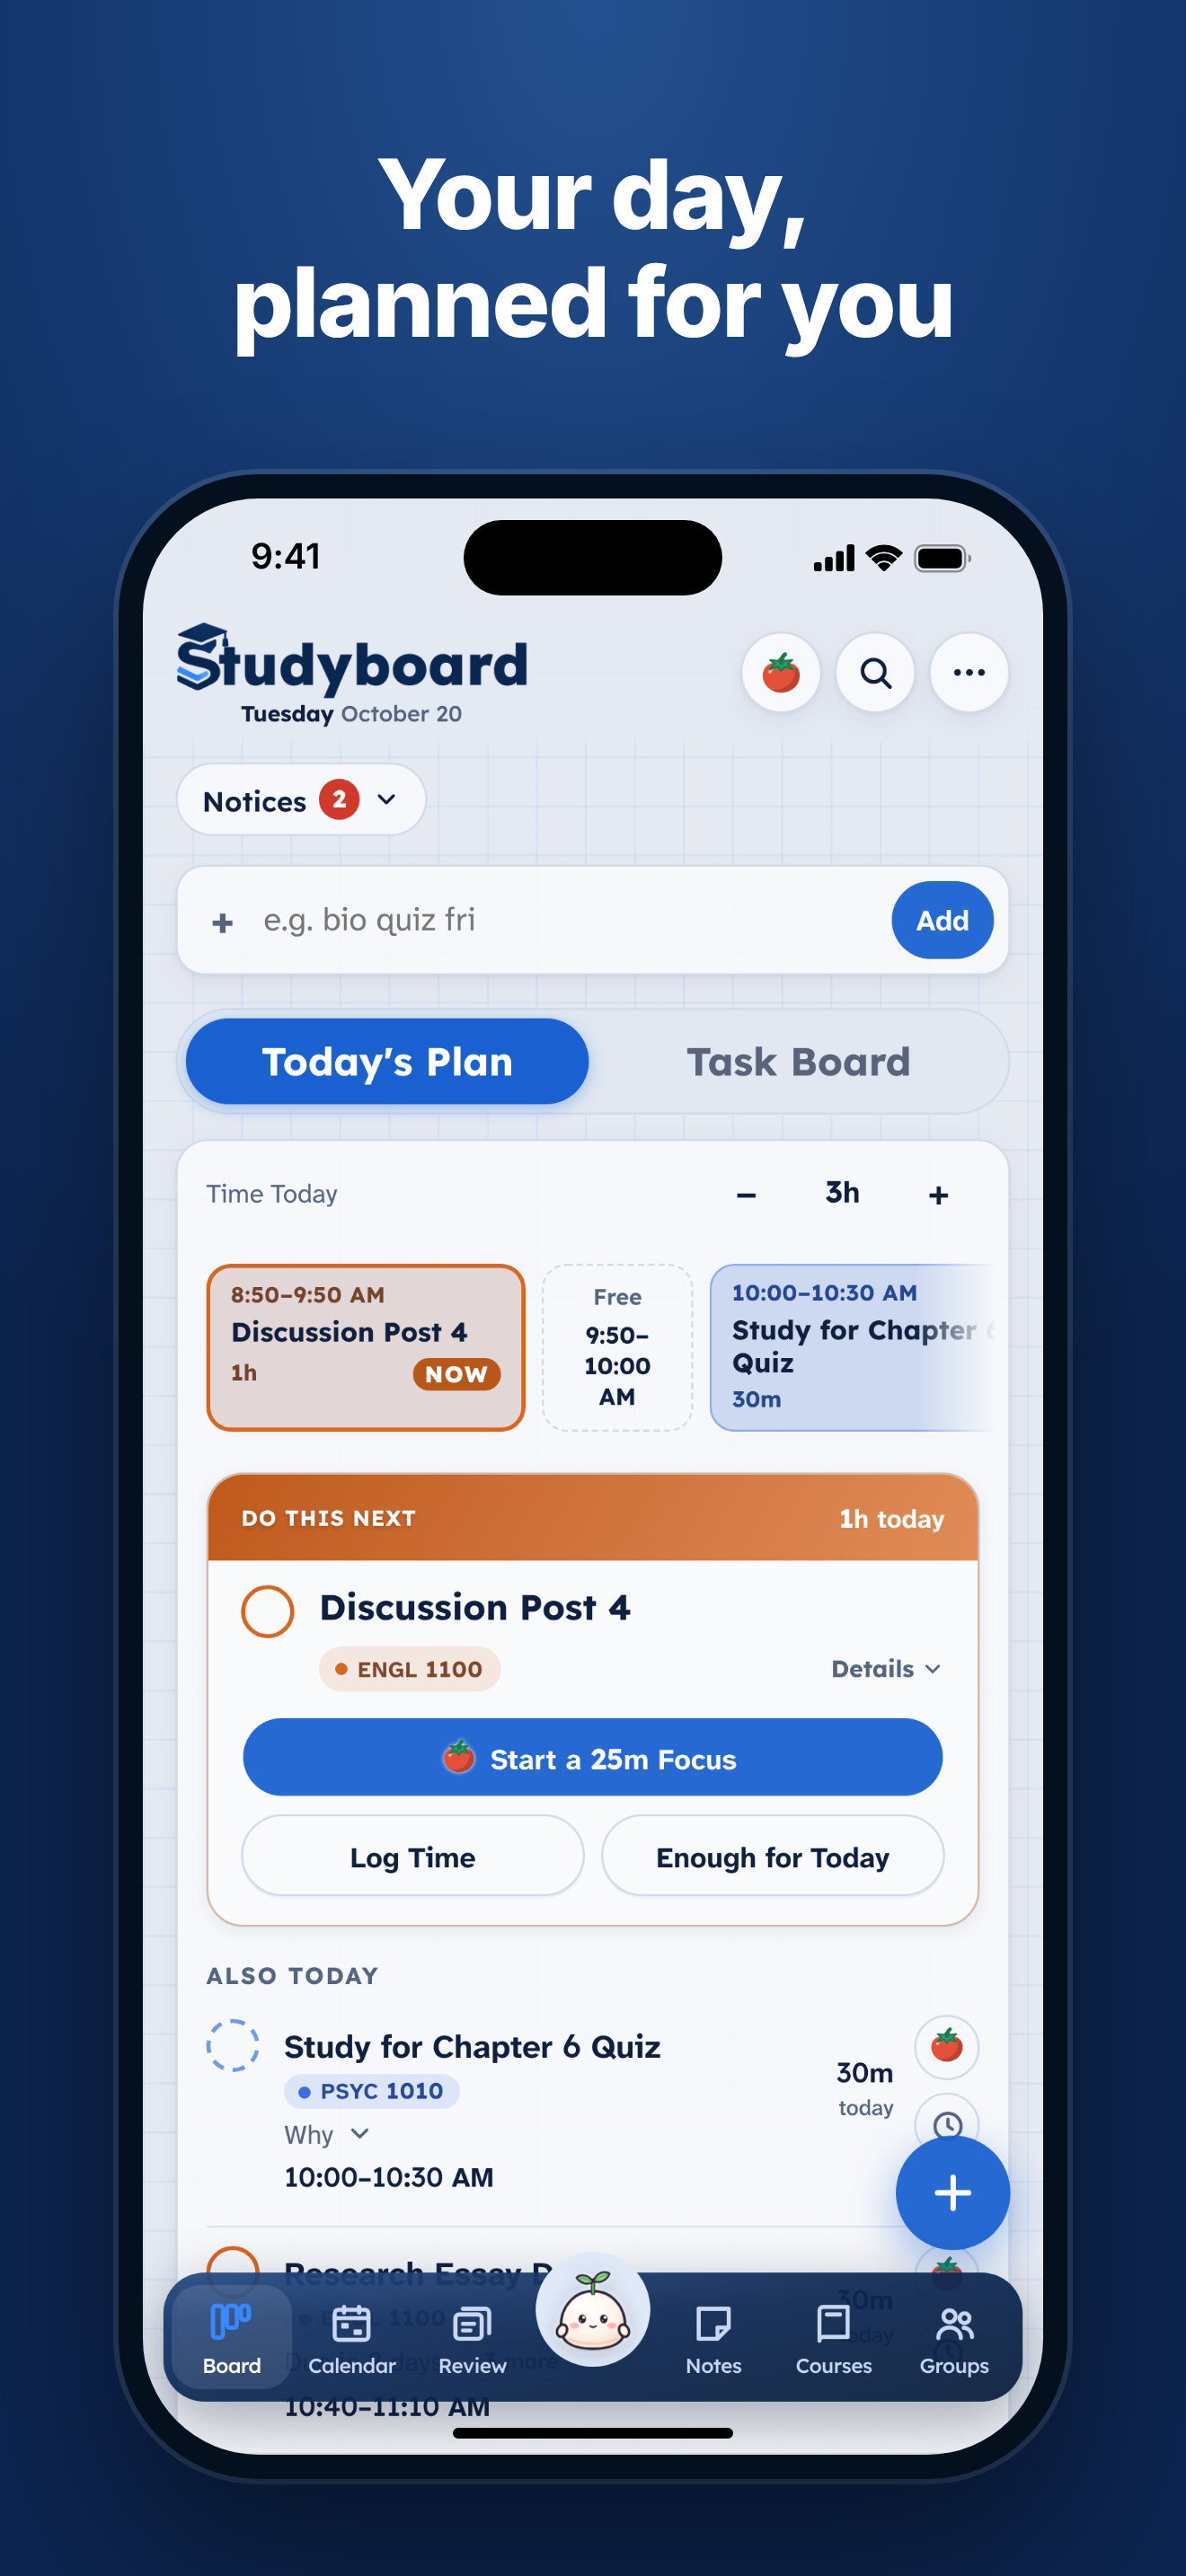 Your day,
planned for you
9:41
Studyboard
Tuesday October 20
Notices 2
+ e.g. bio quiz fri Add
Today's Plan Task Board
Time Today − 3h +
8:50–9:50 AM
Discussion Post 4
1h NOW
Free
9:50–
10:00
AM
10:00–10:30 AM
Study for Chapter 6
Quiz
30m
DO THIS NEXT 1h today
Discussion Post 4
ENGL 1100 Details
Start a 25m Focus
Log Time Enough for Today
ALSO TODAY
Study for Chapter 6 Quiz
PSYC 1010
30m
today
Why
10:00–10:30 AM
+
Research Essay D
30m
1100
Board Calendar Review Notes Courses Groups
10:40–11:10 AM